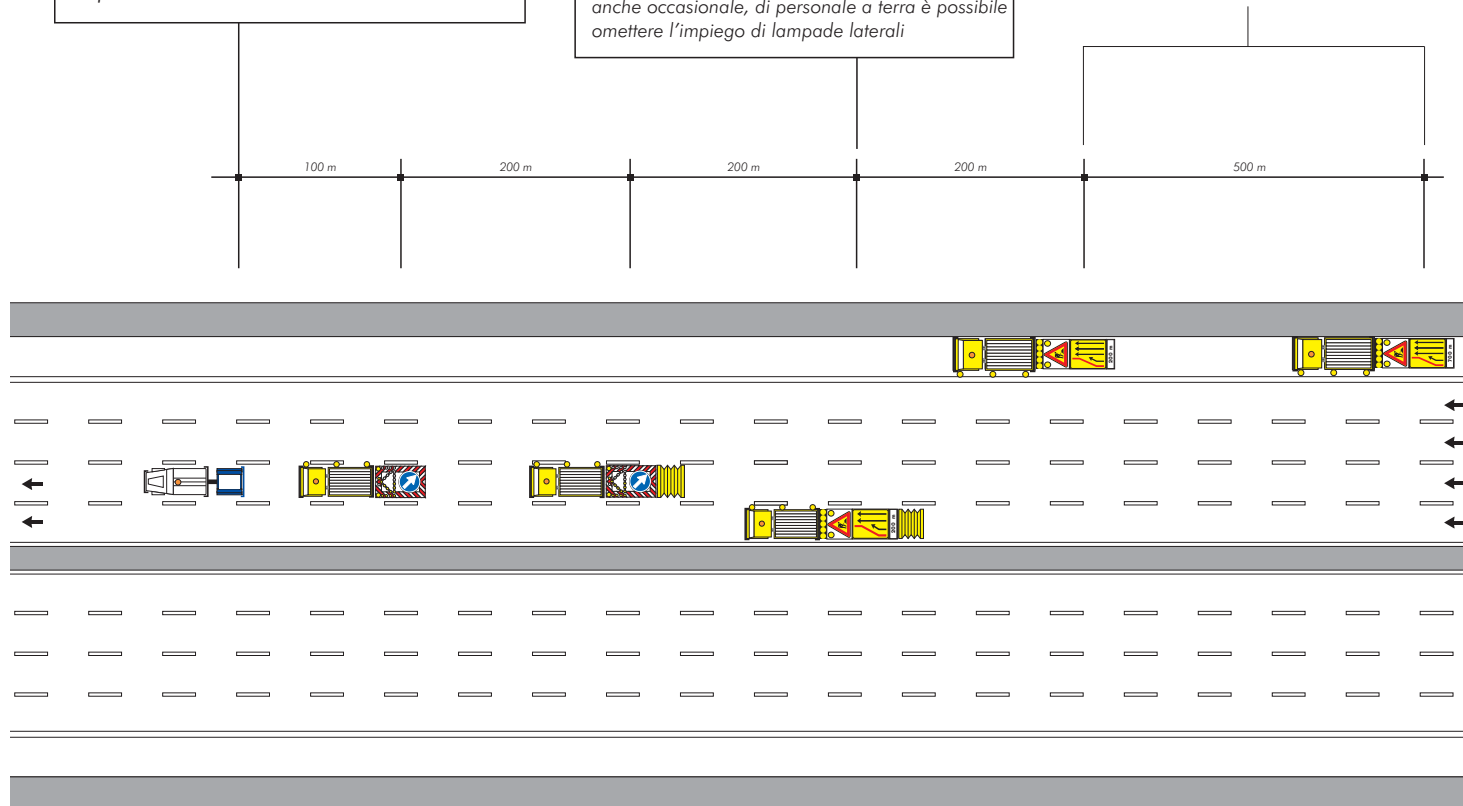 anche occasionale, di personale a terra è possibile
omettere l'impiego di lampade laterali
100 m
200 m
200 m
200 m
500 m